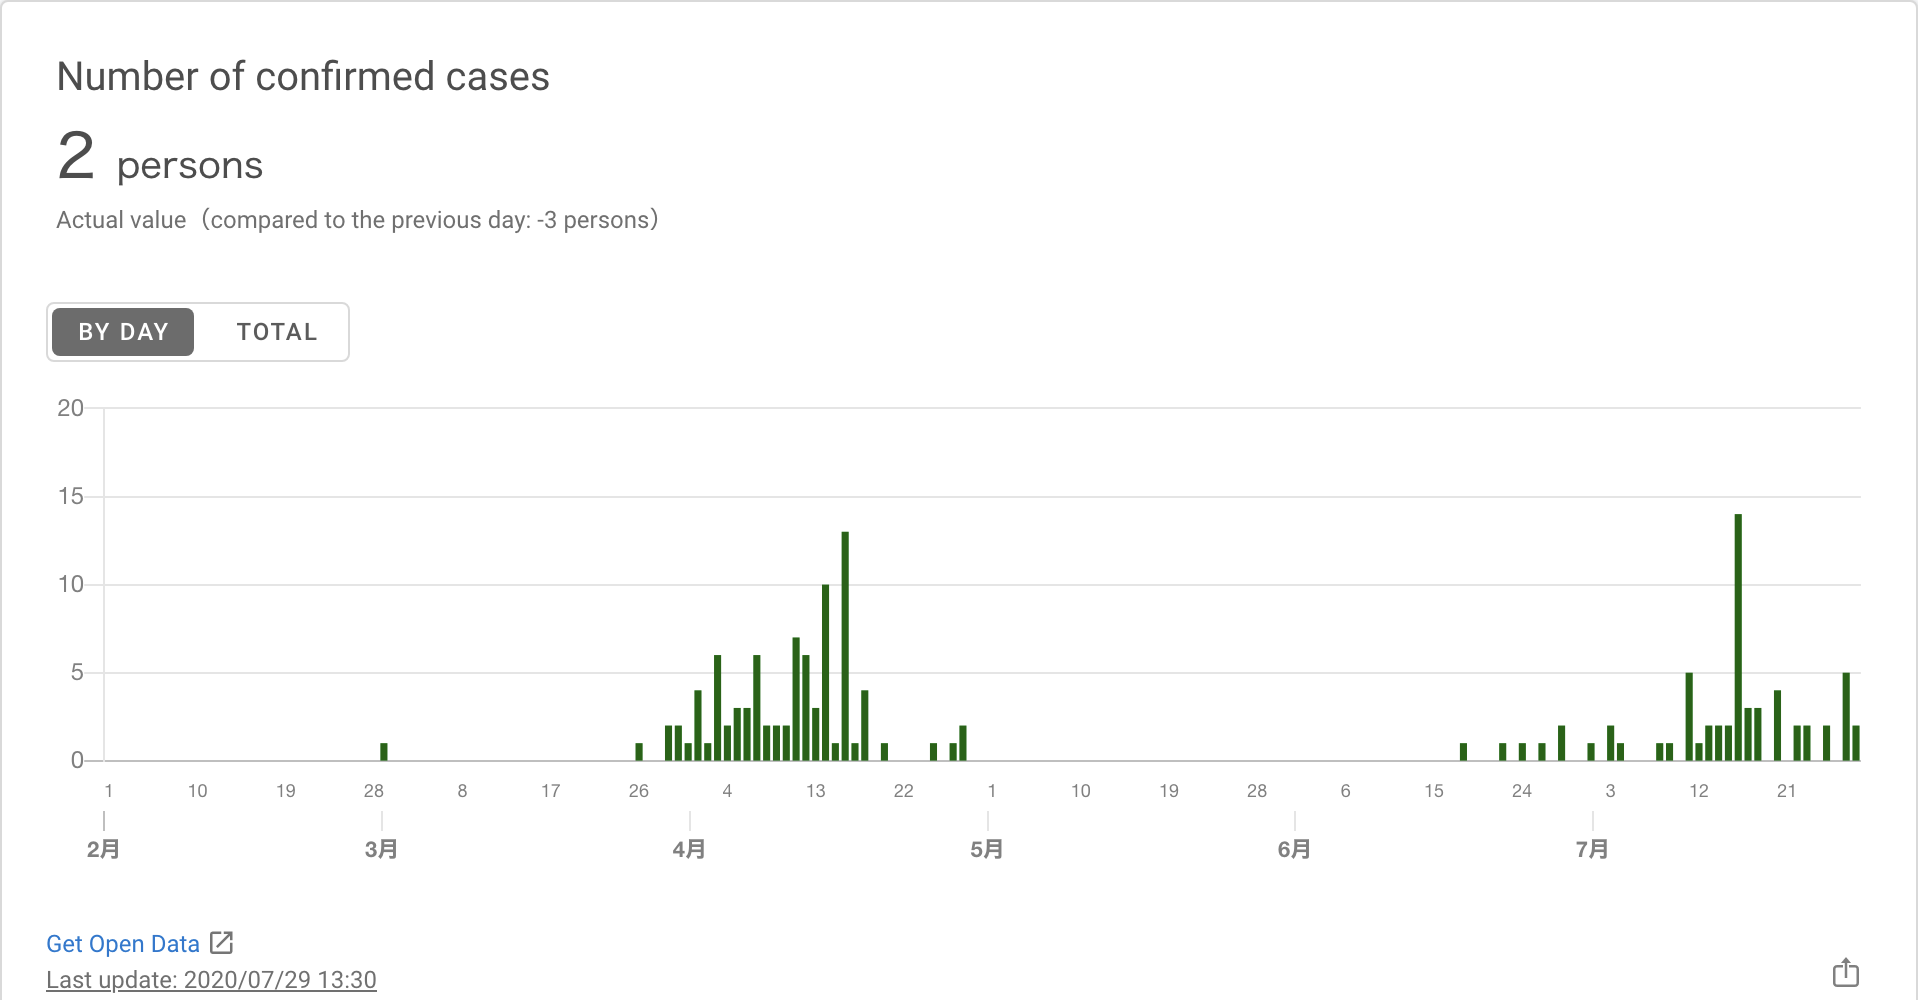 Number of confirmed cases
2 persons
Actual value（compared to the previous day: -3 persons）
BY DAY TOTAL
20
15
10
5
0
1 10 19 28 8 17 26 4 13 22 1 10 19 28 6 15 24 3 12 21
2月 3月 4月 5月 6月 7月
Get Open Data
Last update: 2020/07/29 13:30